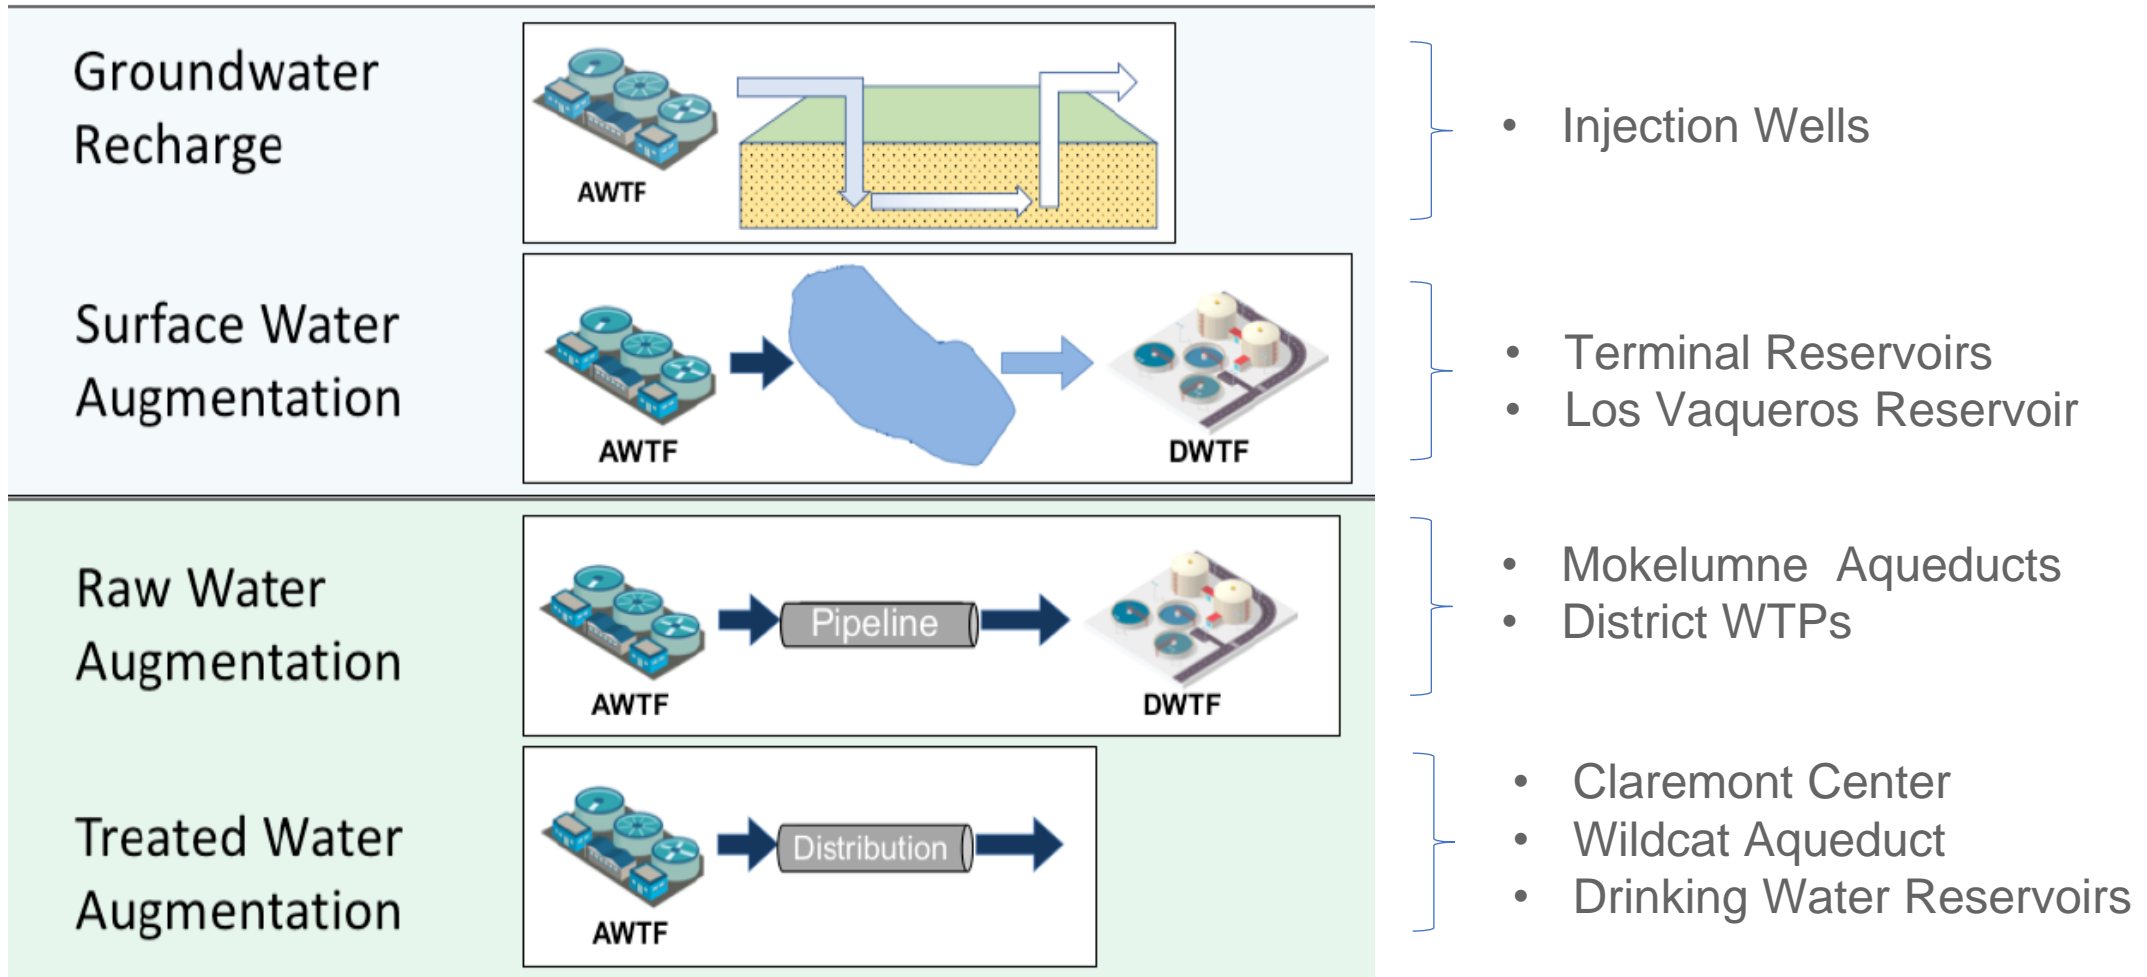 Groundwater
Recharge
AWTF
• Injection Wells
Surface Water
Augmentation
AWTF
DWTF
• Terminal Reservoirs
• Los Vaqueros Reservoir
Raw Water
Augmentation
AWTF
Pipeline
DWTF
• Mokelumne Aqueducts
• District WTPs
Treated Water
Augmentation
AWTF
Distribution
• Claremont Center
• Wildcat Aqueduct
• Drinking Water Reservoirs